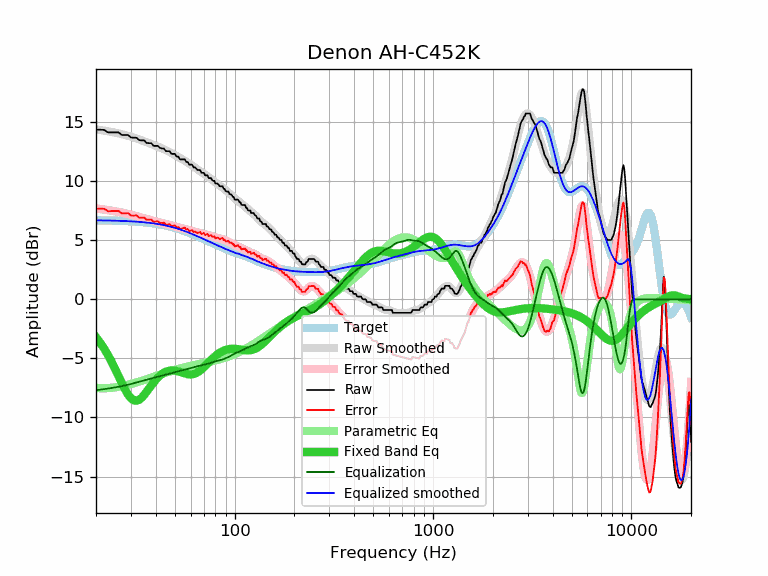 Denon AH-C452K
Amplitude (dBr)
15
10
5
0
−5
−10
−15
Target
Raw Smoothed
Error Smoothed
Raw
Error
Parametric Eq
Fixed Band Eq
Equalization
Equalized smoothed
100
1000
10000
Frequency (Hz)